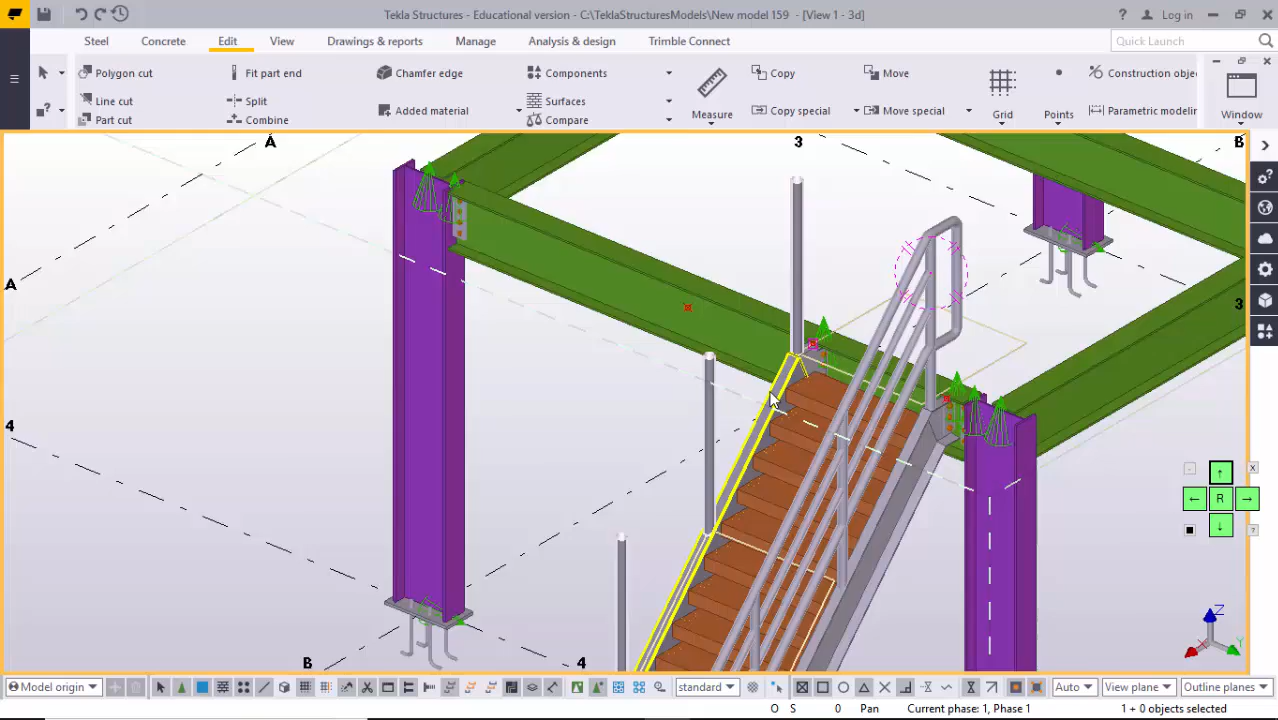 Tekla Structures - Educational version - C:\TeklaStructuresModels\New model 159 - [View 1 - 3d]
? Log in
Steel Concrete Edit View Drawings & reports Manage Analysis & design Trimble Connect Quick Launch
Polygon cut Fit part end Chamfer edge Components Copy Move Construction obje
Line cut Split Added material Surfaces Measure Copy special Move special Grid Points Parametric modelin Window
Part cut Combine Compare
A 3 B
A
3
4
B 4
R
X
?
Z
X Y
Model origin standard Auto View plane Outline planes
O S 0 Pan Current phase: 1, Phase 1 1 + 0 objects selected